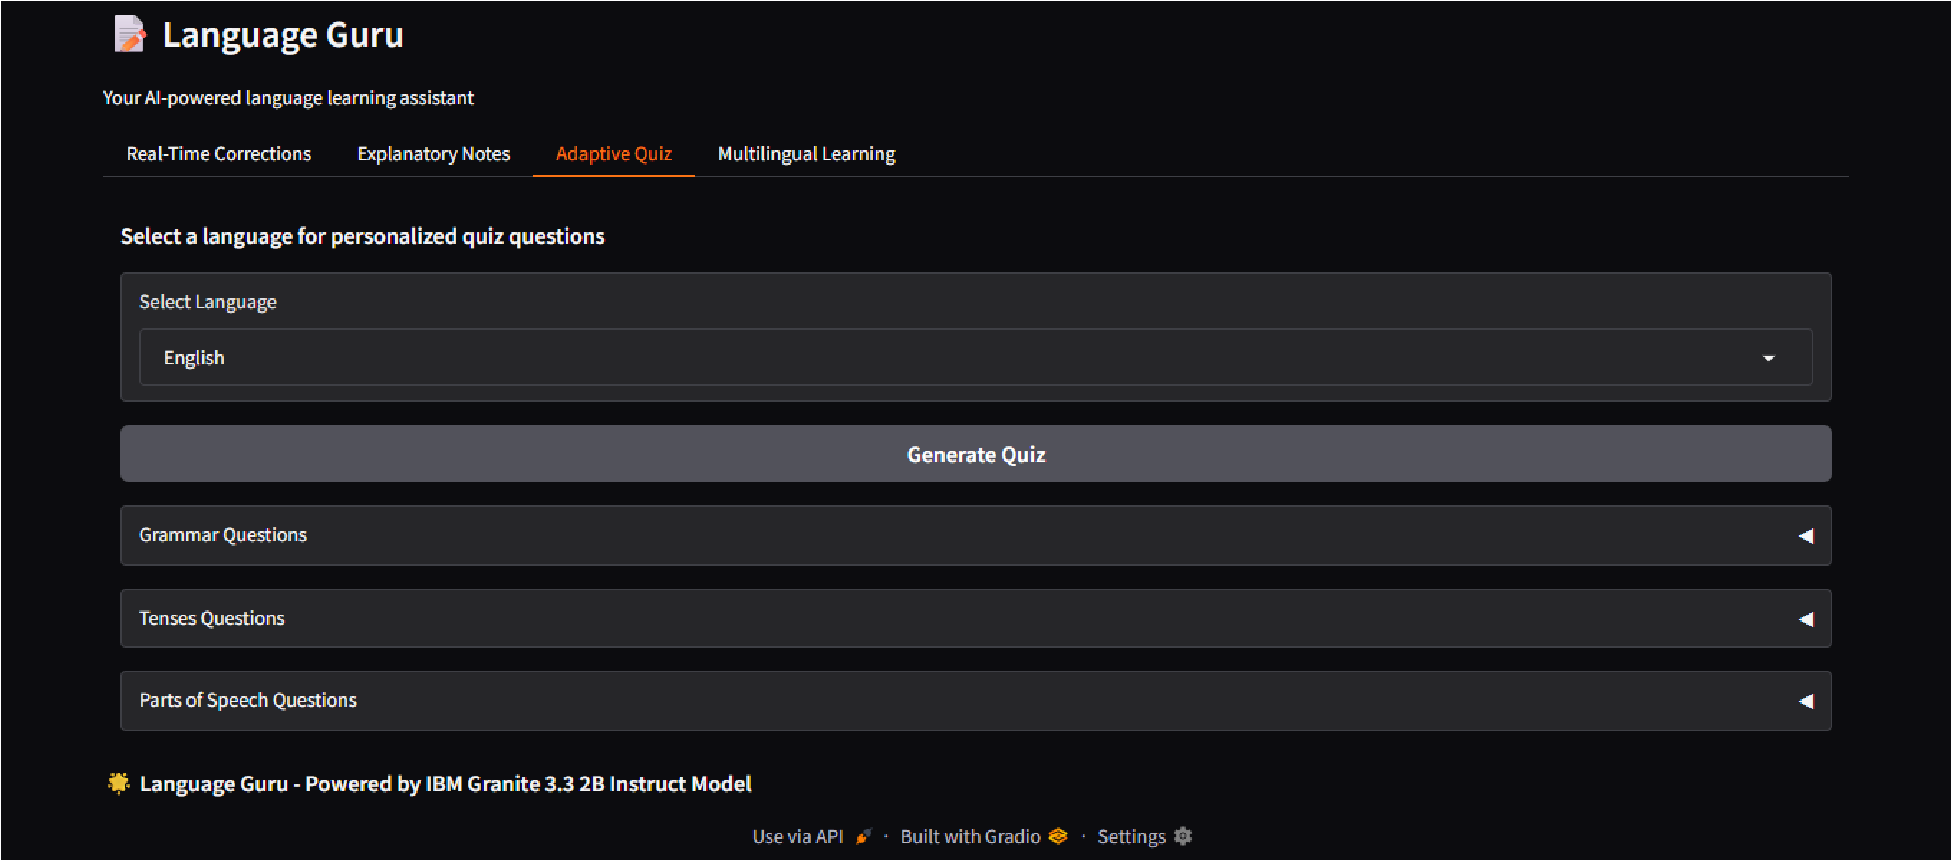 Language Guru
Your AI-powered language learning assistant
Real-Time Corrections Explanatory Notes Adaptive Quiz Multilingual Learning
Select a language for personalized quiz questions
Select Language
English
Generate Quiz
Grammar Questions
Tenses Questions
Parts of Speech Questions
Language Guru - Powered by IBM Granite 3.3 2B Instruct Model
Use via API · Built with Gradio · Settings